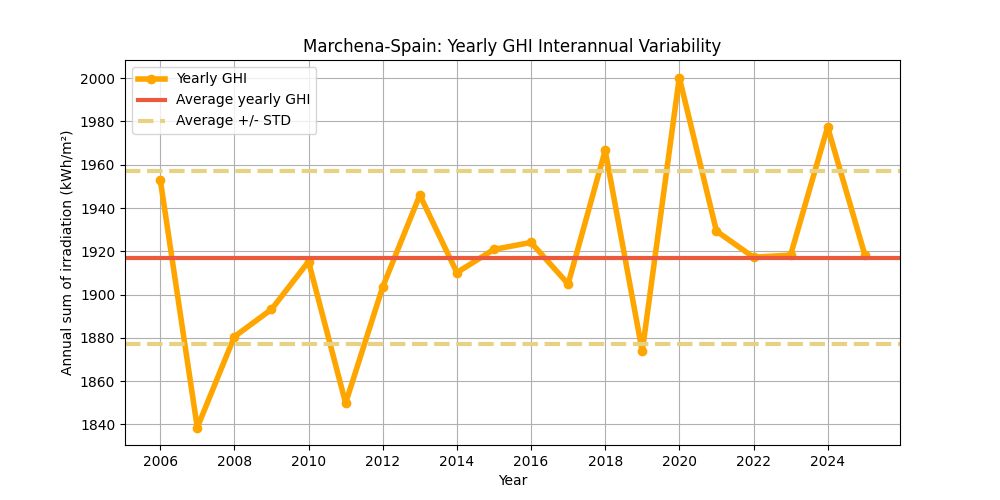 Marchena-Spain: Yearly GHI Interannual Variability
Yearly GHI
Average yearly GHI
Average +/- STD
Annual sum of irradiation (kWh/m²)
2000
1980
1960
1940
1920
1900
1880
1860
1840
2006 2008 2010 2012 2014 2016 2018 2020 2022 2024
Year